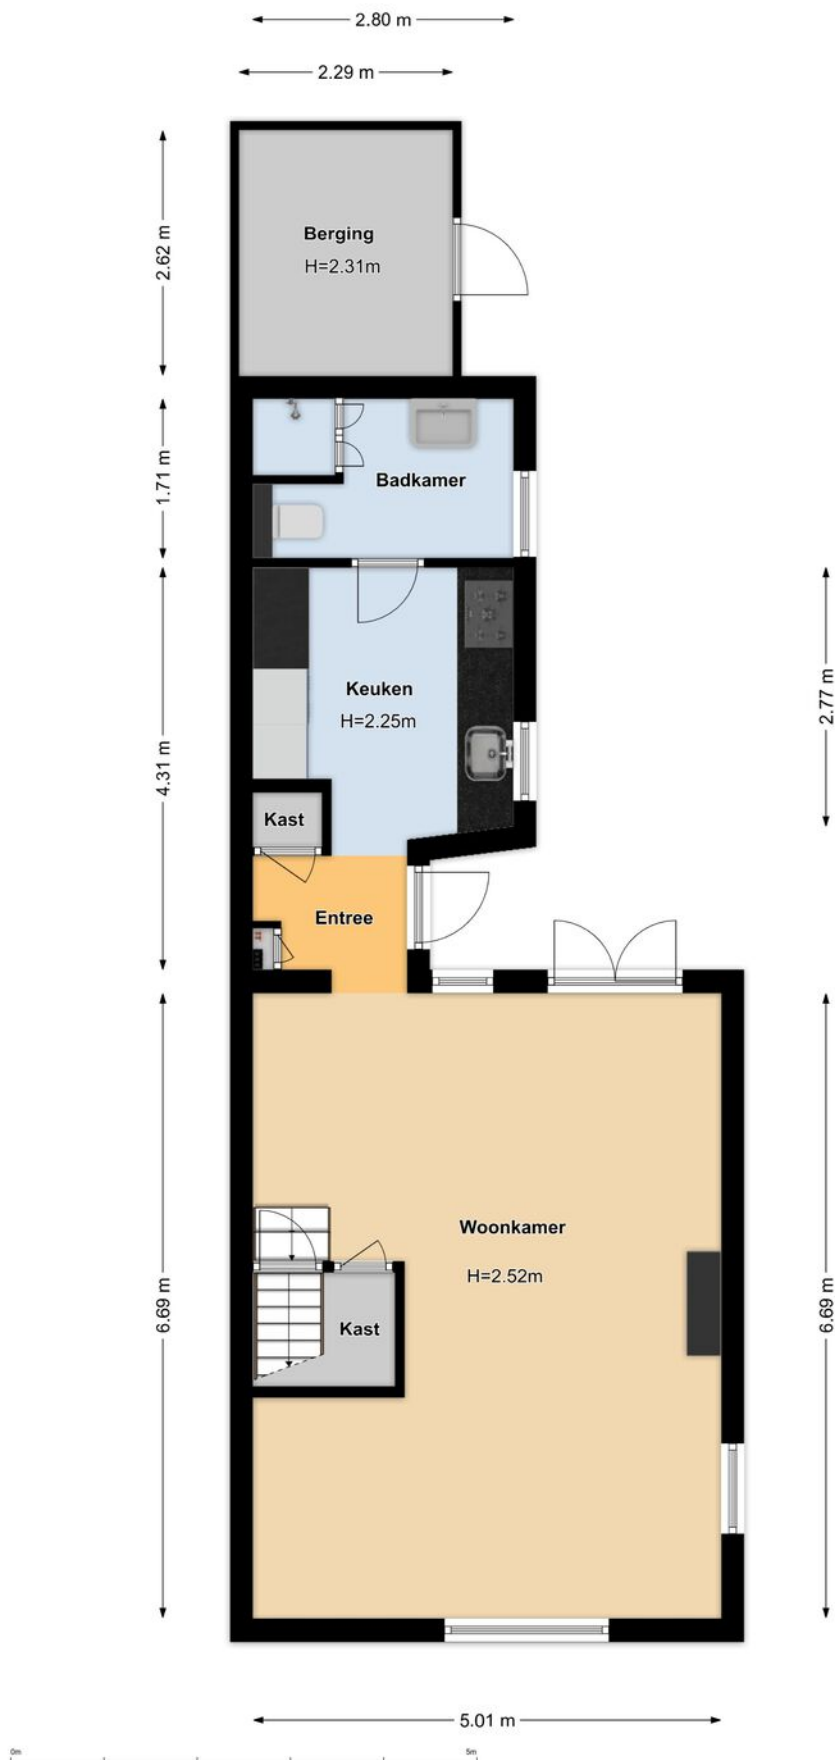 2.80 m
2.29 m
2.62 m
Berging
H=2.31m
1.71 m
Badkamer
4.31 m
2.77 m
Keuken
H=2.25m
Kast
Entree
6.69 m
6.69 m
Woonkamer
H=2.52m
Kast
5.01 m
0m
5m